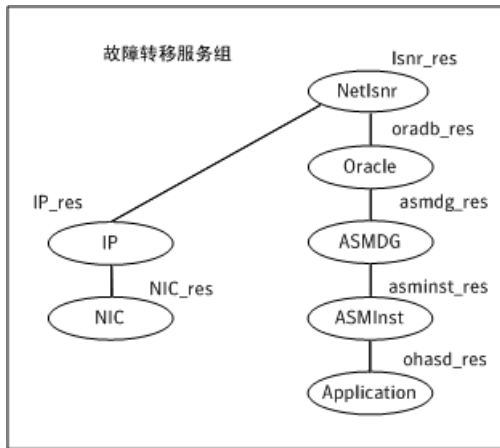 故障转移服务组
lsnr_res
Netlsnr
oradb_res
Oracle
IP_res
asmdg_res
IP
ASMDG
NIC_res
asminst_res
NIC
ASMInst
ohasd_res
Application